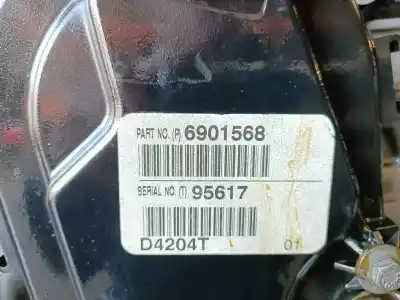 PART NO. (P) 6901568
SERIAL NO. (T) 95617
D4204T 01